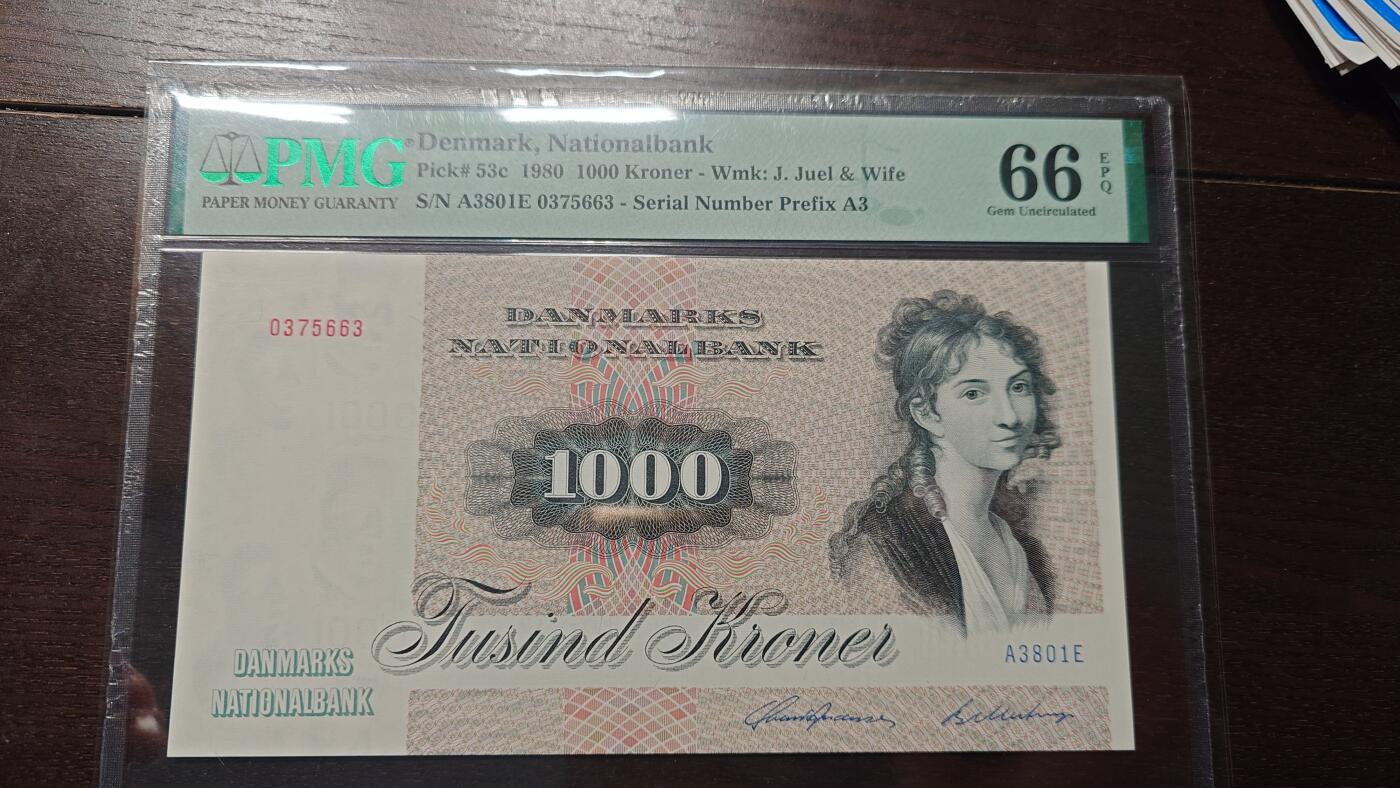 PMG®
PAPER MONEY GUARANTY
Denmark, Nationalbank
Pick# 53c 1980 1000 Kroner - Wmk: J. Juel & Wife
S/N A3801E 0375663 - Serial Number Prefix A3
66
EPQ
Gem Uncirculated
0375663
DANMARKS
NATIONALBANK
1000
Tusind Kroner
A3801E
DANMARKS
NATIONALBANK